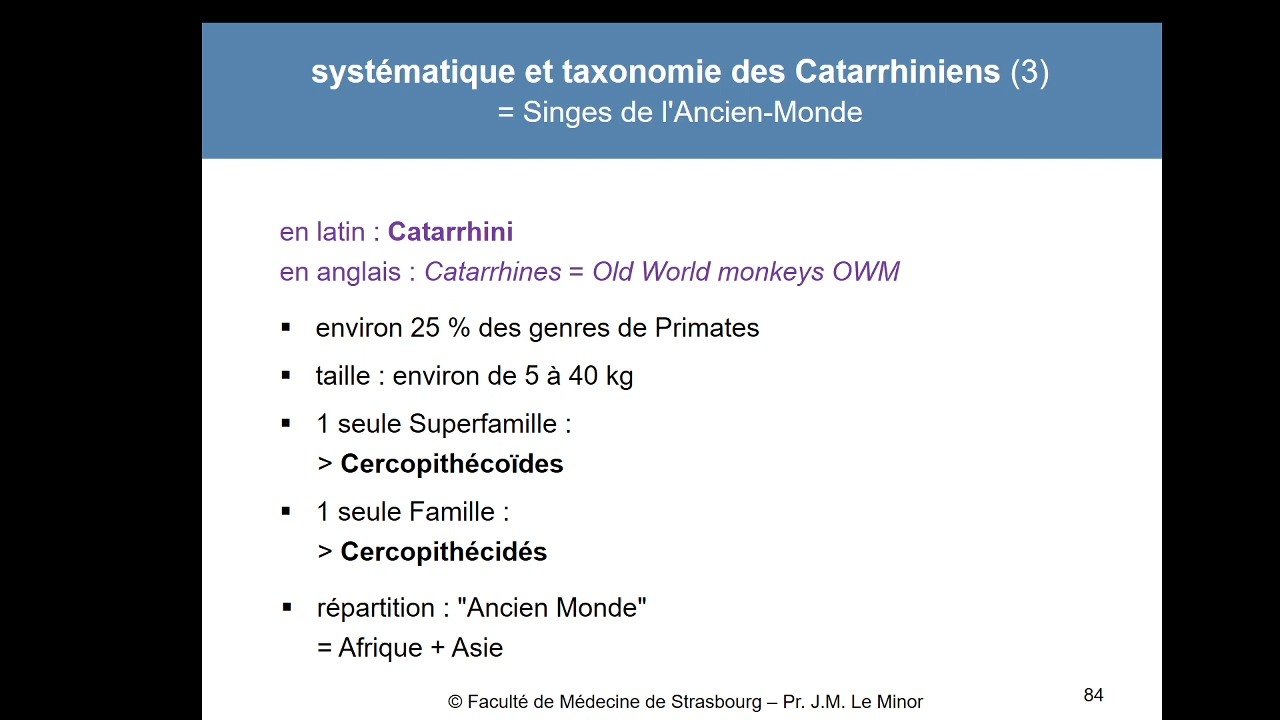 systématique et taxonomie des Catarrhiniens (3)
= Singes de l'Ancien-Monde
en latin : Catarrhini
en anglais : Catarrhines = Old World monkeys OWM
▪ environ 25 % des genres de Primates
▪ taille : environ de 5 à 40 kg
▪ 1 seule Superfamille :
> Cercopithécoïdes
▪ 1 seule Famille :
> Cercopithécidés
▪ répartition : "Ancien Monde"
= Afrique + Asie
© Faculté de Médecine de Strasbourg – Pr. J.M. Le Minor
84